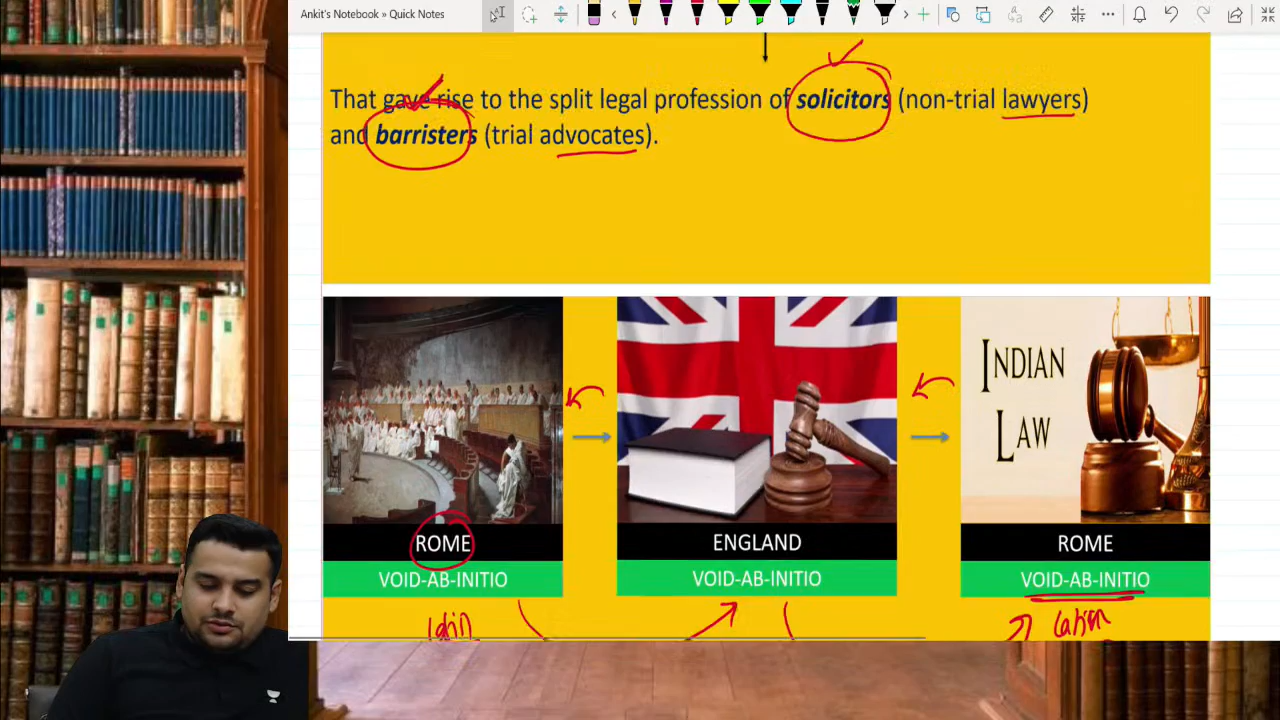 Ankit's Notebook » Quick Notes
That gave rise to the split legal profession of solicitors (non-trial lawyers)
and barristers (trial advocates).
INDIAN
LAW
ROME
ENGLAND
ROME
VOID-AB-INITIO
VOID-AB-INITIO
VOID-AB-INITIO